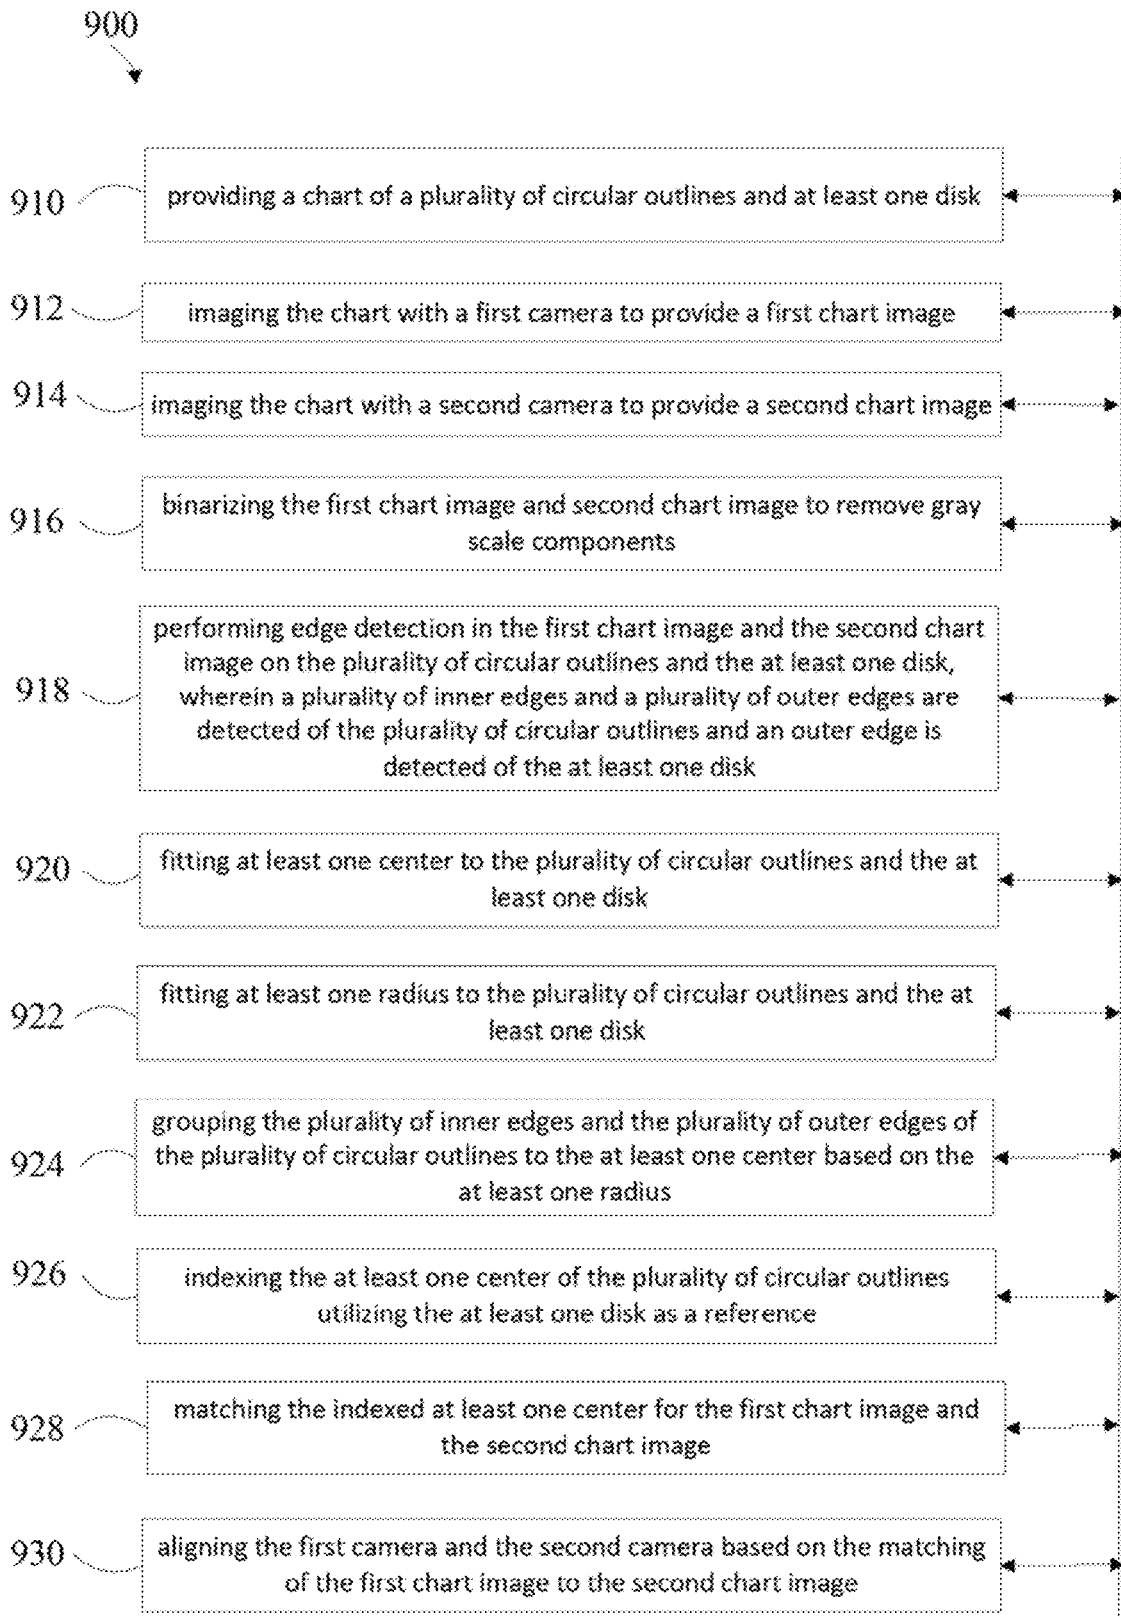 900
910
providing a chart of a plurality of circular outlines and at least one disk
912
imaging the chart with a first camera to provide a first chart image
914
imaging the chart with a second camera to provide a second chart image
916
binarizing the first chart image and second chart image to remove gray
scale components
918
performing edge detection in the first chart image and the second chart
image on the plurality of circular outlines and the at least one disk,
wherein a plurality of inner edges and a plurality of outer edges are
detected of the plurality of circular outlines and an outer edge is
detected of the at least one disk
920
fitting at least one center to the plurality of circular outlines and the at
least one disk
922
fitting at least one radius to the plurality of circular outlines and the at
least one disk
924
grouping the plurality of inner edges and the plurality of outer edges of
the plurality of circular outlines to the at least one center based on the
at least one radius
926
indexing the at least one center of the plurality of circular outlines
utilizing the at least one disk as a reference
928
matching the indexed at least one center for the first chart image and
the second chart image
930
aligning the first camera and the second camera based on the matching
of the first chart image to the second chart image